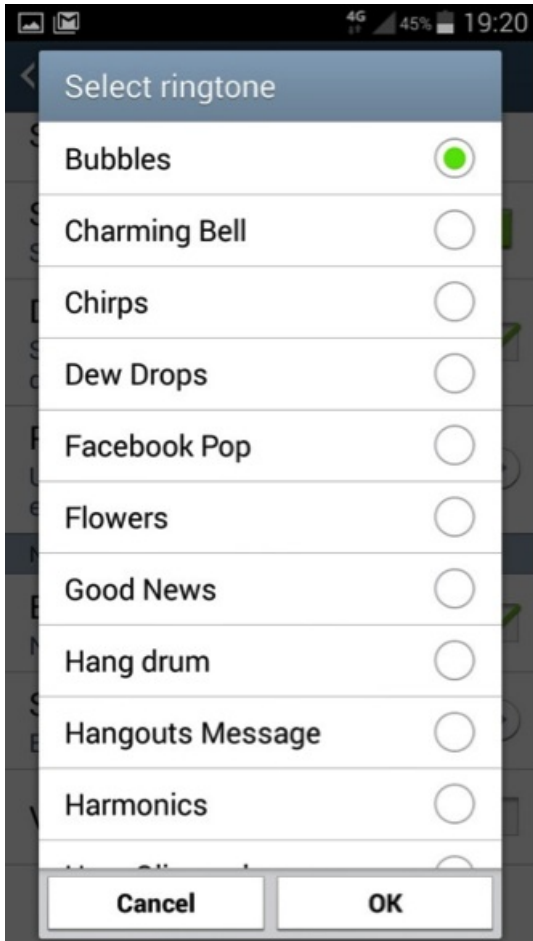 4G 45% 19:20
Select ringtone
Bubbles
Charming Bell
Chirps
Dew Drops
Facebook Pop
Flowers
Good News
Hang drum
Hangouts Message
Harmonics
Cancel OK